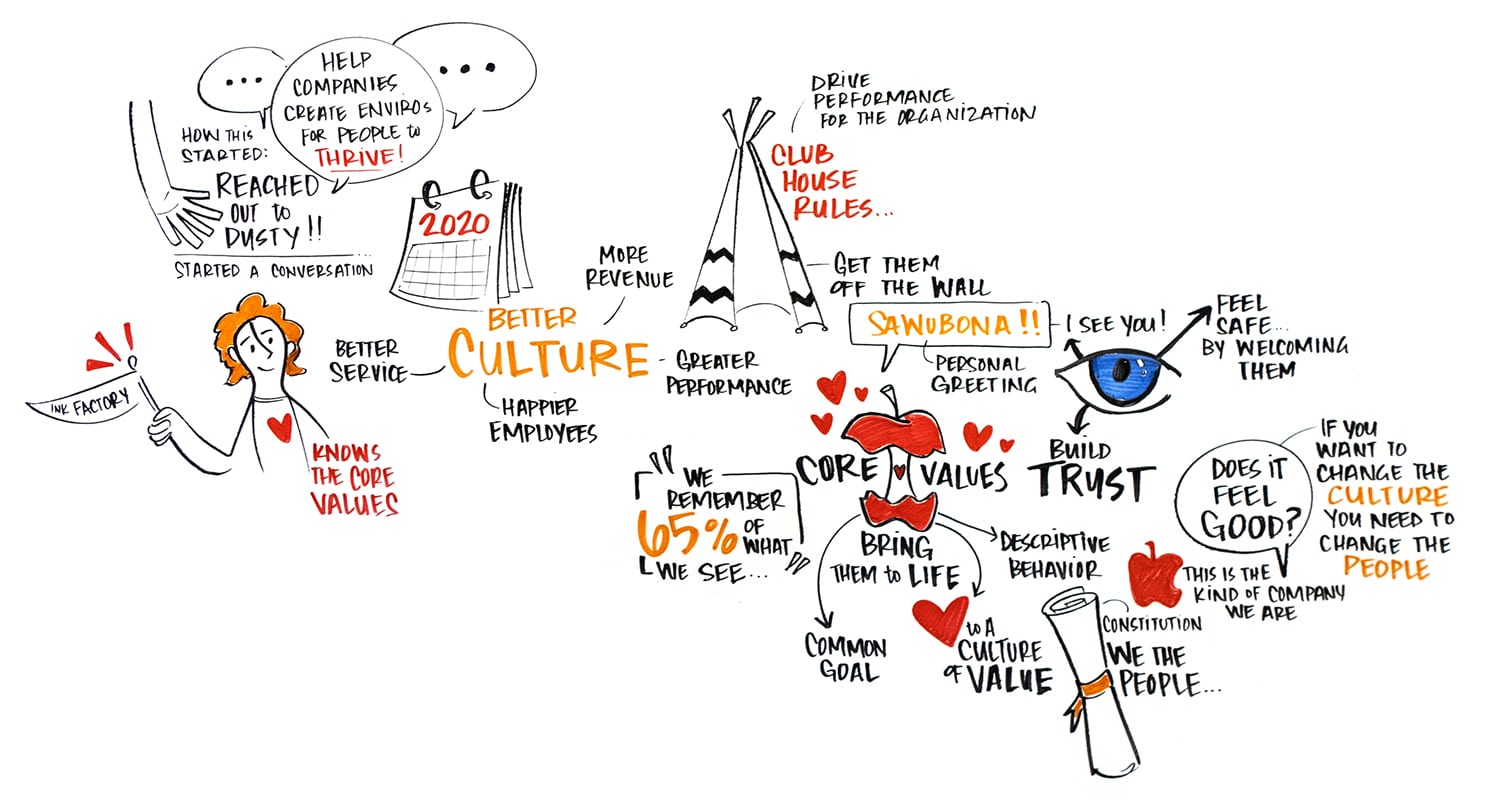 HELP
COMPANIES
CREATE ENVIROS
FOR PEOPLE to
THRIVE!
HOW THIS
STARTED:
REACHED
OUT to
DUSTY!!
STARTED A CONVERSATION
2020
INK FACTORY
KNOWS
THE CORE
VALUES
BETTER
CULTURE
BETTER
SERVICE
MORE
REVENUE
GREATER
PERFORMANCE
HAPPIER
EMPLOYEES
DRIVE
PERFORMANCE
FOR THE ORGANIZATION
CLUB
HOUSE
RULES...
GET THEM
OFF THE WALL
SAWUBONA!!
I SEE YOU!
PERSONAL
GREETING
FEEL
SAFE...
BY WELCOMING
THEM
BUILD
TRUST
"WE
REMEMBER
65% OF
WHAT
WE SEE..."
CORE VALUES
BRING
THEM to LIFE
COMMON
GOAL
to A
CULTURE
OF VALUE
DESCRIPTIVE
BEHAVIOR
DOES IT
FEEL
GOOD?
IF YOU
WANT TO
CHANGE THE
CULTURE
YOU NEED TO
CHANGE THE
PEOPLE
THIS IS THE
KIND OF COMPANY
WE ARE
CONSTITUTION
WE THE
PEOPLE...